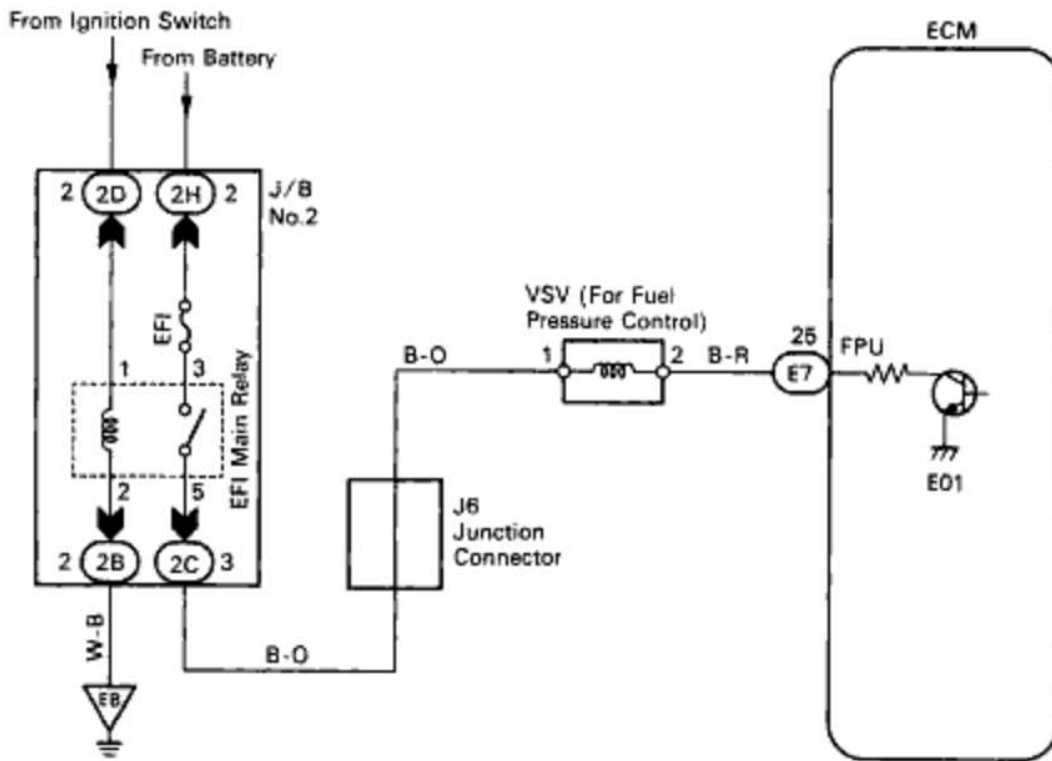 From Ignition Switch
From Battery
ECM
2 2D 2H 2
J/B
No.2
EFI
1 3
EFI Main Relay
2 5
2 2B 2C 3
W-B
EB
B-O
B-O
J6
Junction
Connector
VSV (For Fuel
Pressure Control)
1 2
B-R
25
E7
FPU
E01